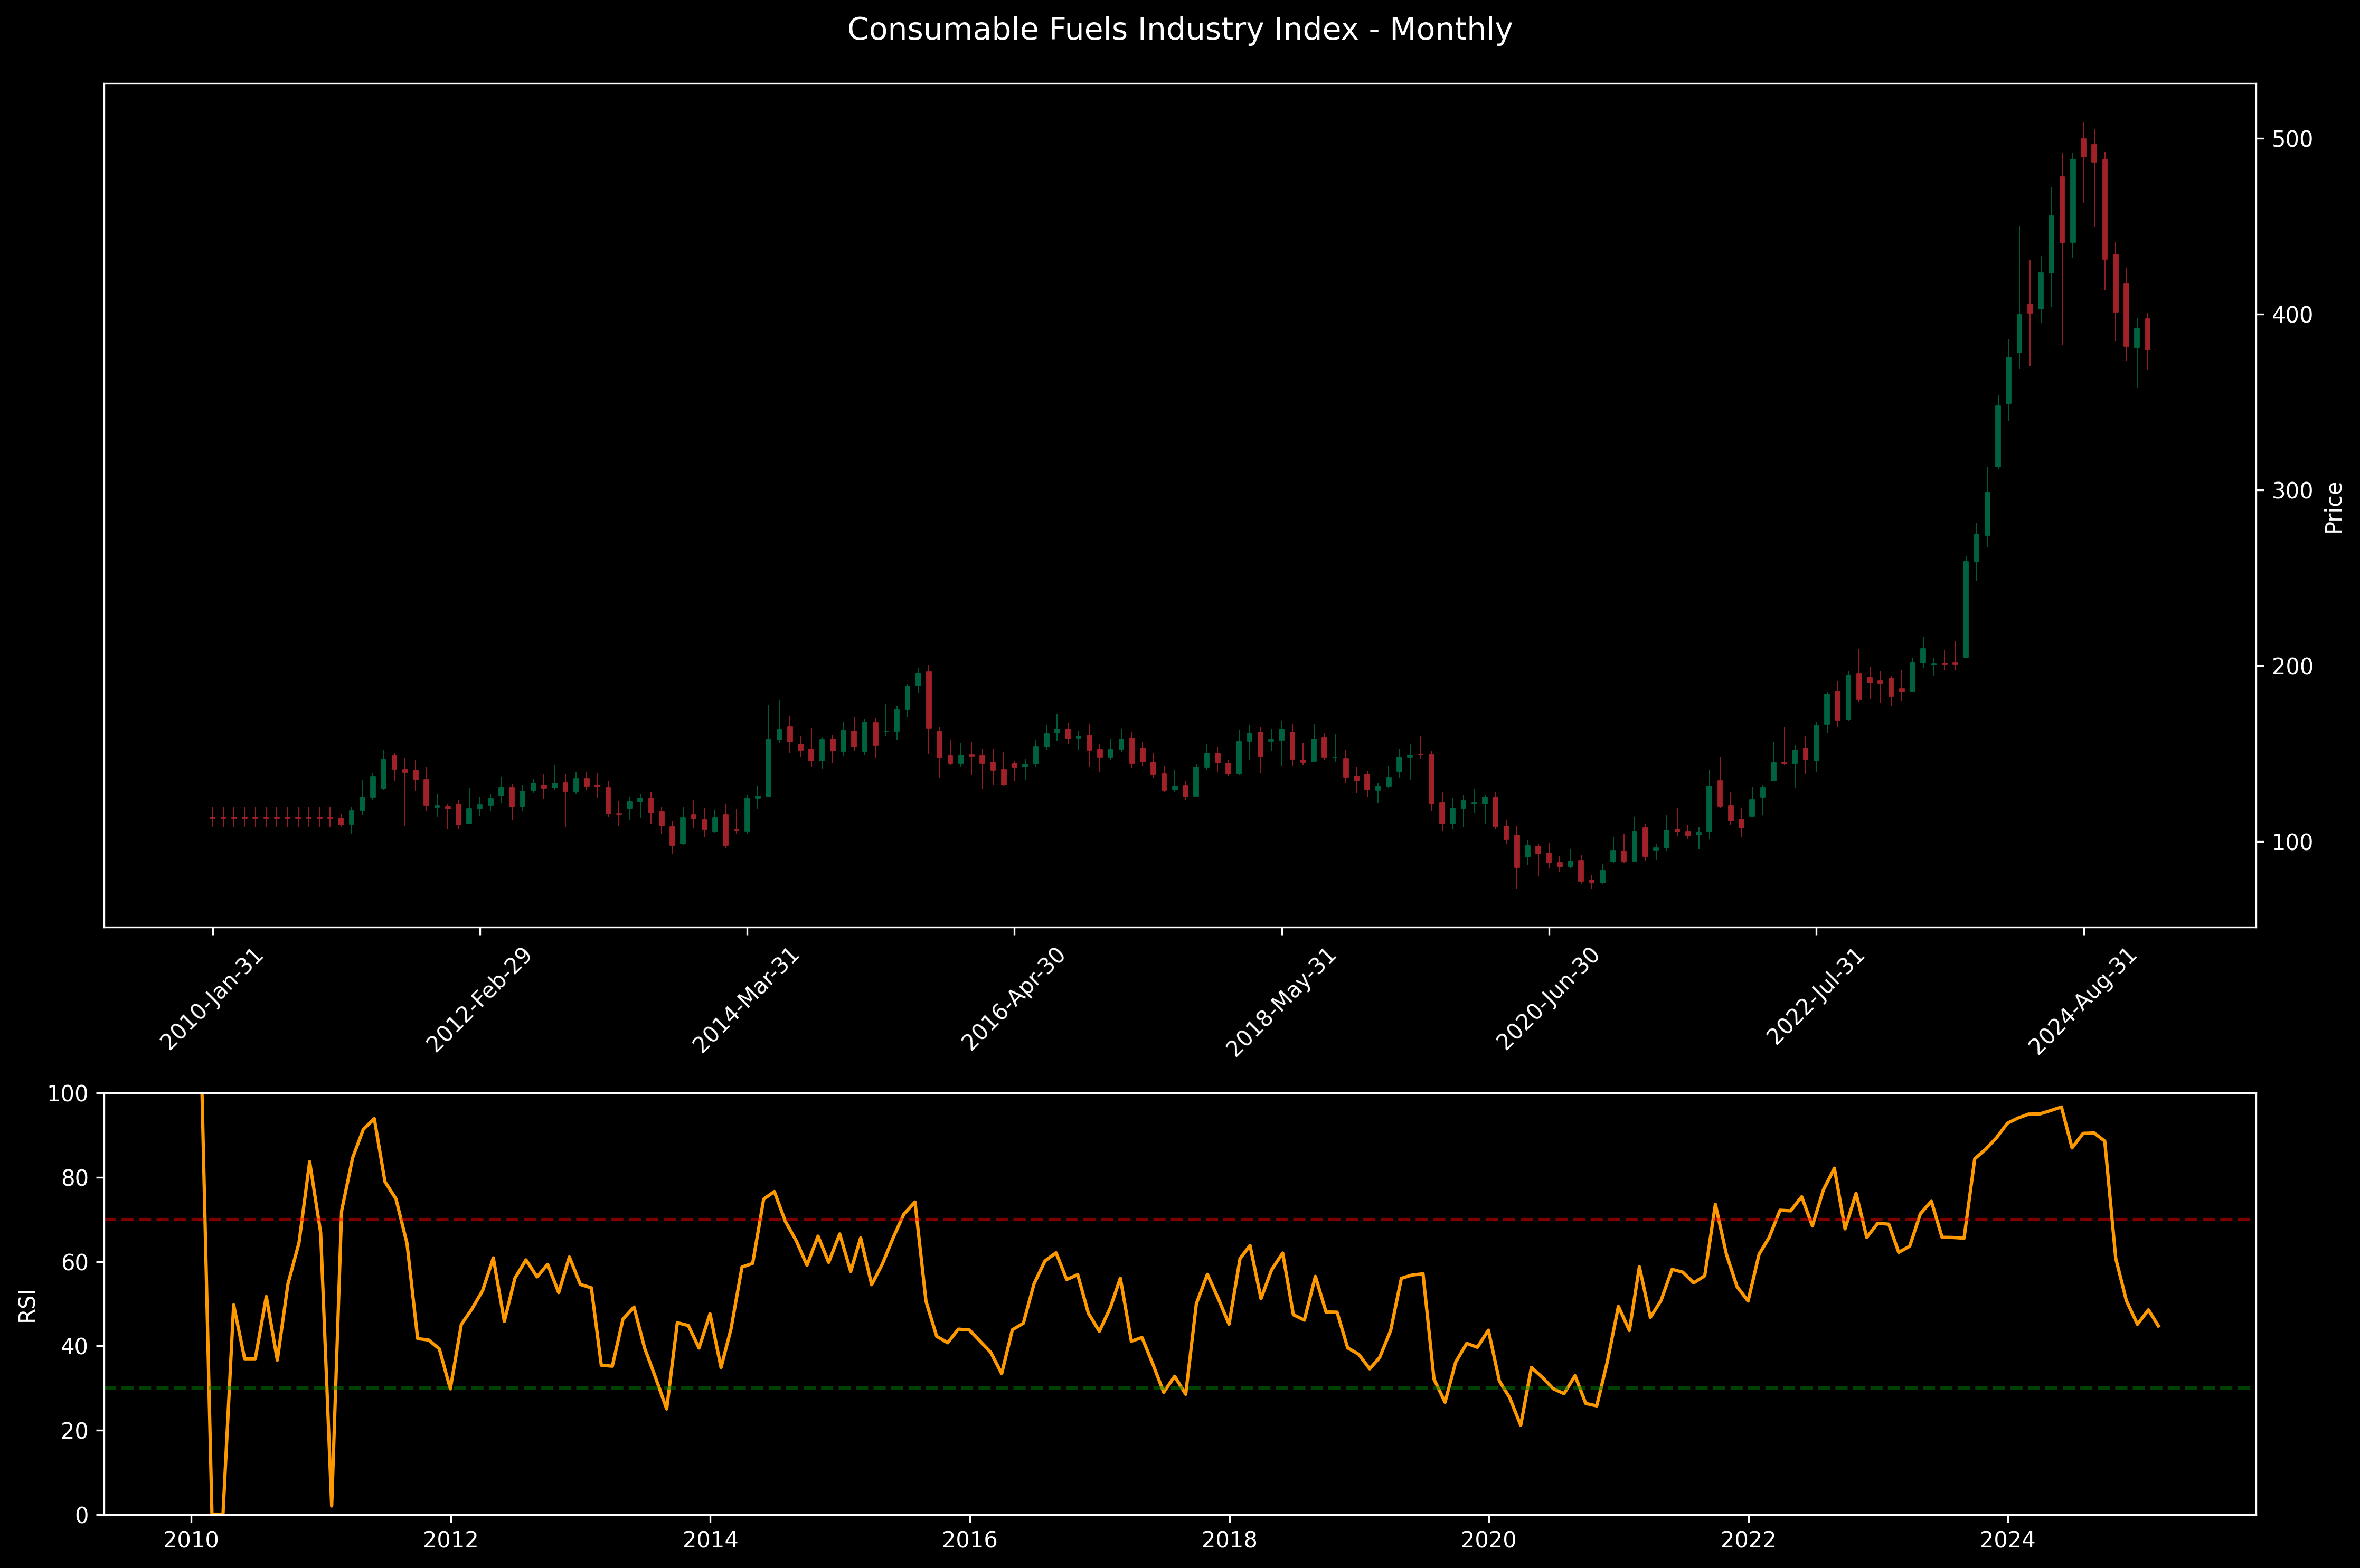 Consumable Fuels Industry Index - Monthly
500
400
300
200
100
Price
2010-Jan-31
2012-Feb-29
2014-Mar-31
2016-Apr-30
2018-May-31
2020-Jun-30
2022-Jul-31
2024-Aug-31
100
80
60
40
20
0
RSI
2010
2012
2014
2016
2018
2020
2022
2024